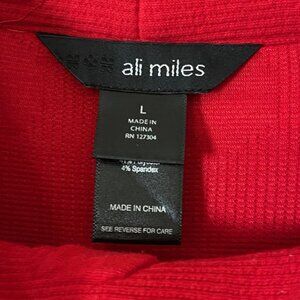 ali miles
L
MADE IN
CHINA
RN 127304
4% Spandex
MADE IN CHINA
SEE REVERSE FOR CARE